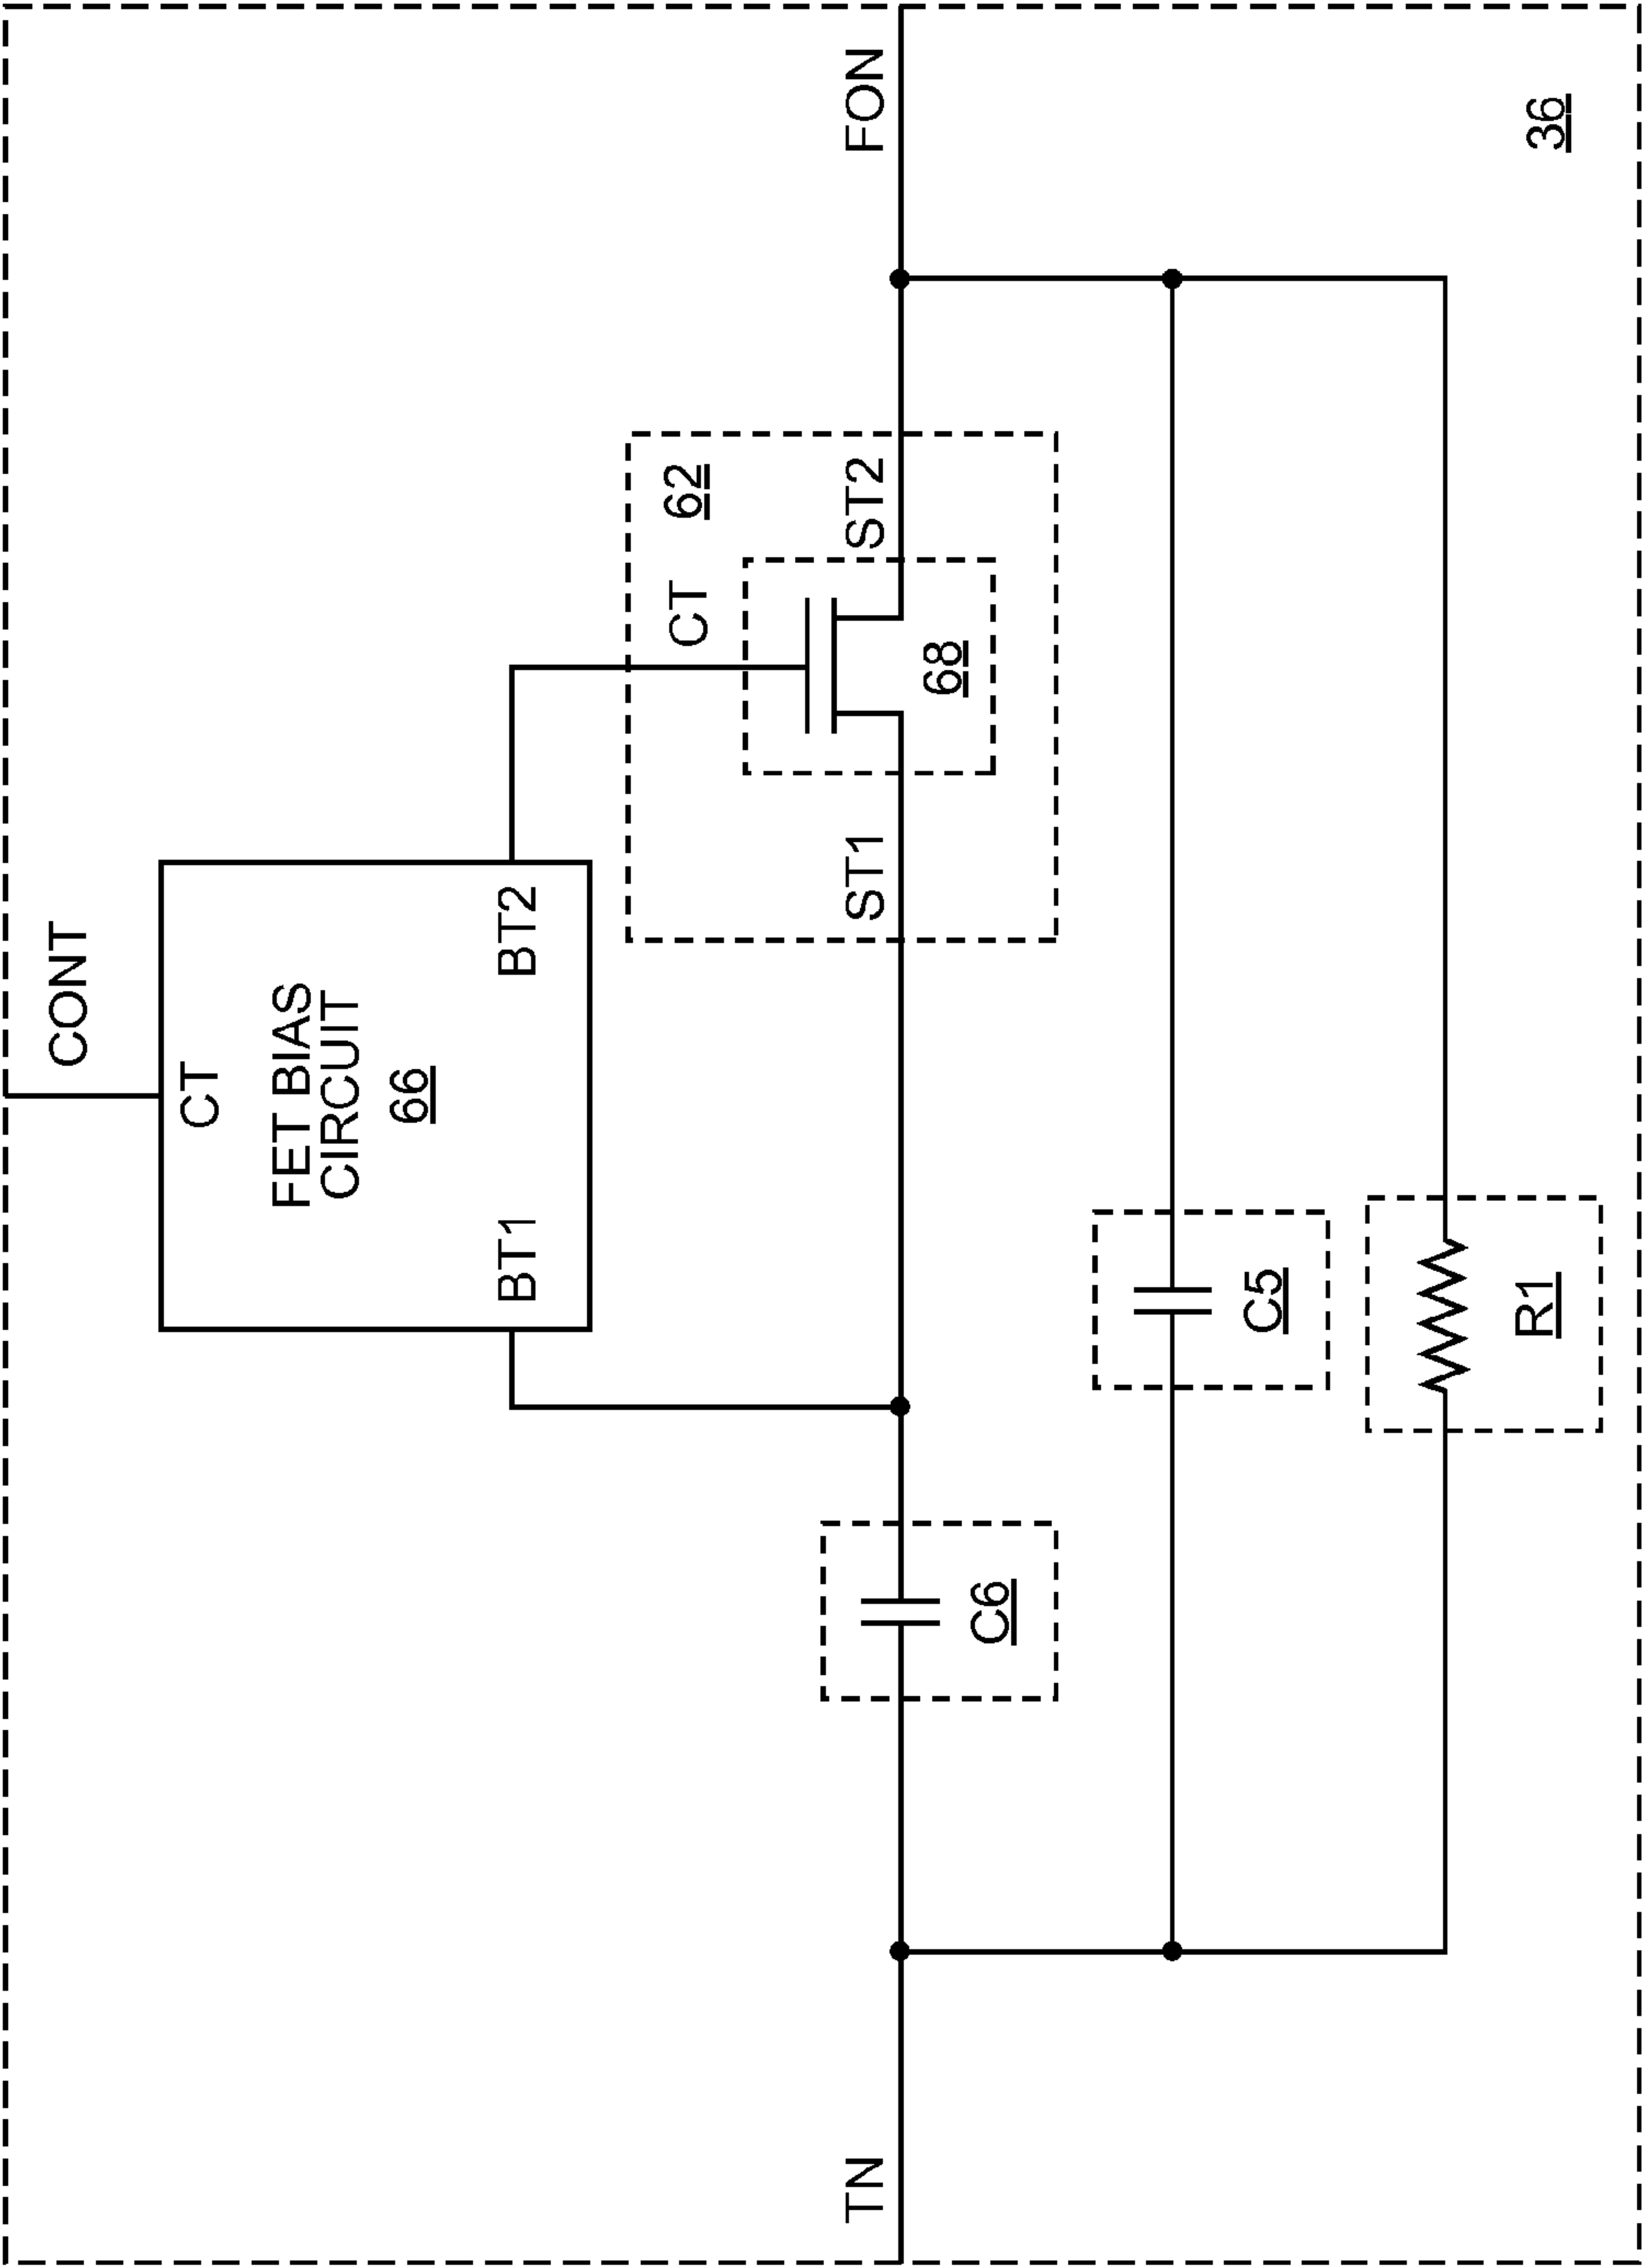 CONT
CT
FET BIAS
CIRCUIT
66
BT1
BT2
CT
62
TN
ST1
ST2
FON
68
C6
C5
R1
36